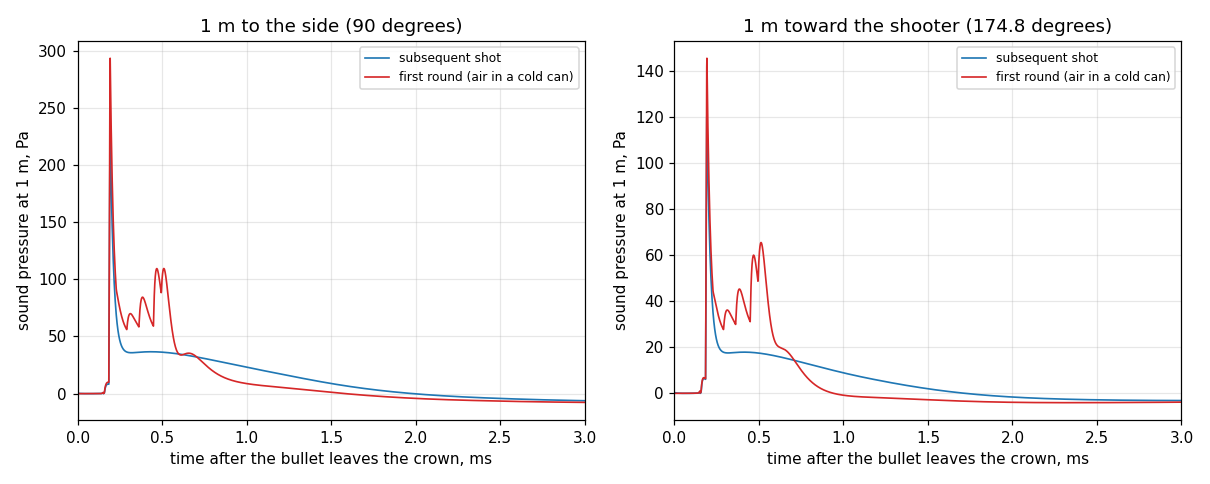 1 m to the side (90 degrees)
sound pressure at 1 m, Pa
300
250
200
150
100
50
0
subsequent shot
first round (air in a cold can)
0.0 0.5 1.0 1.5 2.0 2.5 3.0
time after the bullet leaves the crown, ms
1 m toward the shooter (174.8 degrees)
sound pressure at 1 m, Pa
140
120
100
80
60
40
20
0
subsequent shot
first round (air in a cold can)
0.0 0.5 1.0 1.5 2.0 2.5 3.0
time after the bullet leaves the crown, ms